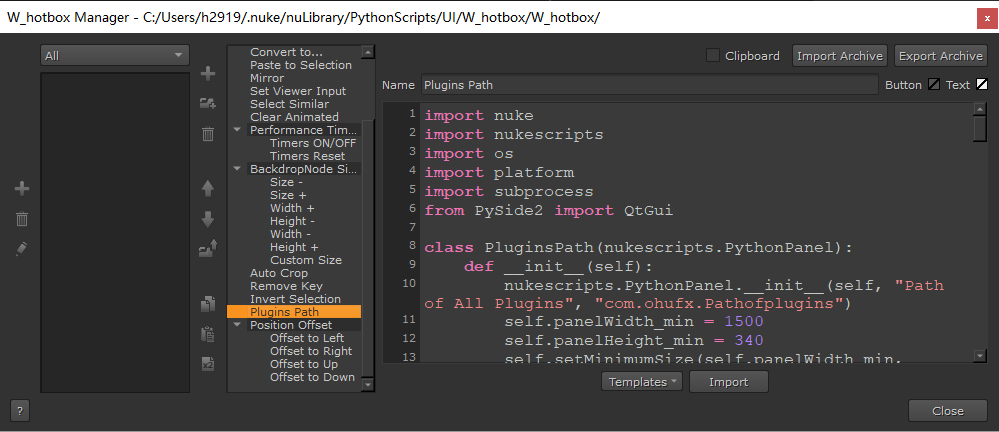 W_hotbox Manager - C:/Users/h2919/.nuke/nuLibrary/PythonScripts/UI/W_hotbox/W_hotbox/
x
All
Convert to...
Paste to Selection
Mirror
Set Viewer Input
Select Similar
Clear Animated
Performance Tim...
Timers ON/OFF
Timers Reset
BackdropNode Si...
Size -
Size +
Width +
Height -
Width -
Height +
Custom Size
Auto Crop
Remove Key
Invert Selection
Plugins Path
Position Offset
Offset to Left
Offset to Right
Offset to Up
Offset to Down
Clipboard
Import Archive
Export Archive
Name Plugins Path Button Text
1 import nuke
2 import nukescripts
3 import os
4 import platform
5 import subprocess
6 from PySide2 import QtGui
7
8 class PluginsPath(nukescripts.PythonPanel):
9 def __init__(self):
10 nukescripts.PythonPanel.__init__(self, "Path
of All Plugins", "com.ohufx.Pathofplugins")
11 self.panelWidth_min = 1500
12 self.panelHeight_min = 340
13 self.setMinimumSize(self.panelWidth_min,
Templates
Import
x2
?
Close